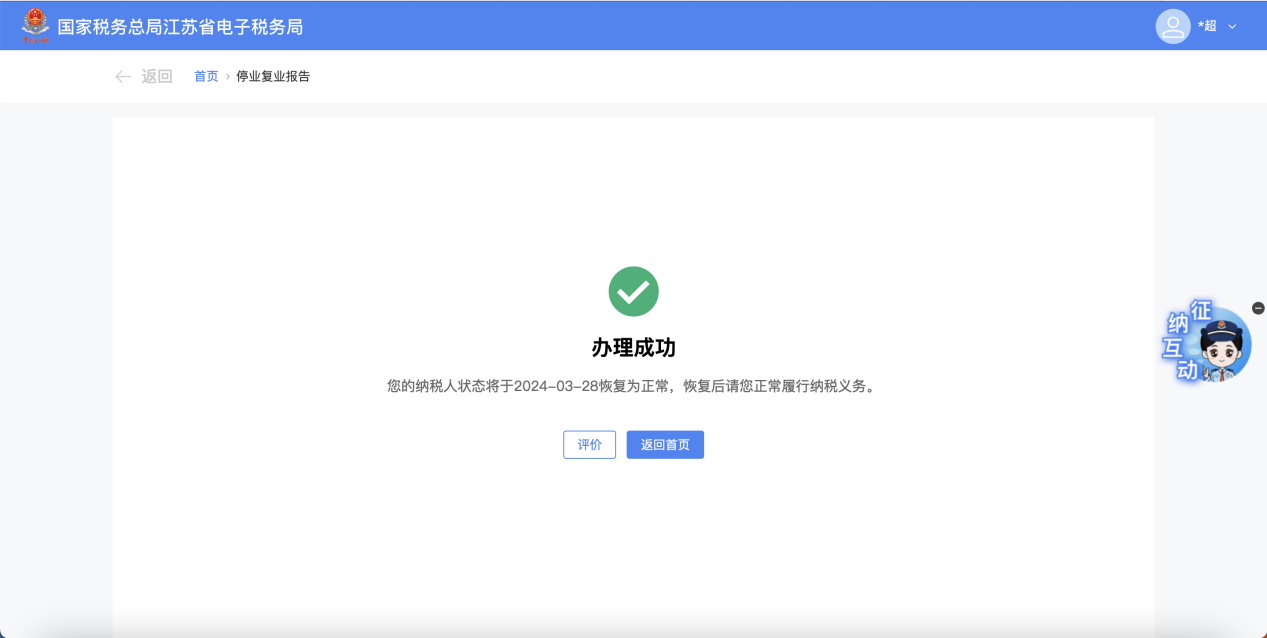 国家税务总局江苏省电子税务局
*超
返回 首页 › 停业复业报告
征
纳
互
动
办理成功
您的纳税人状态将于2024-03-28恢复为正常，恢复后请您正常履行纳税义务。
评价 返回首页